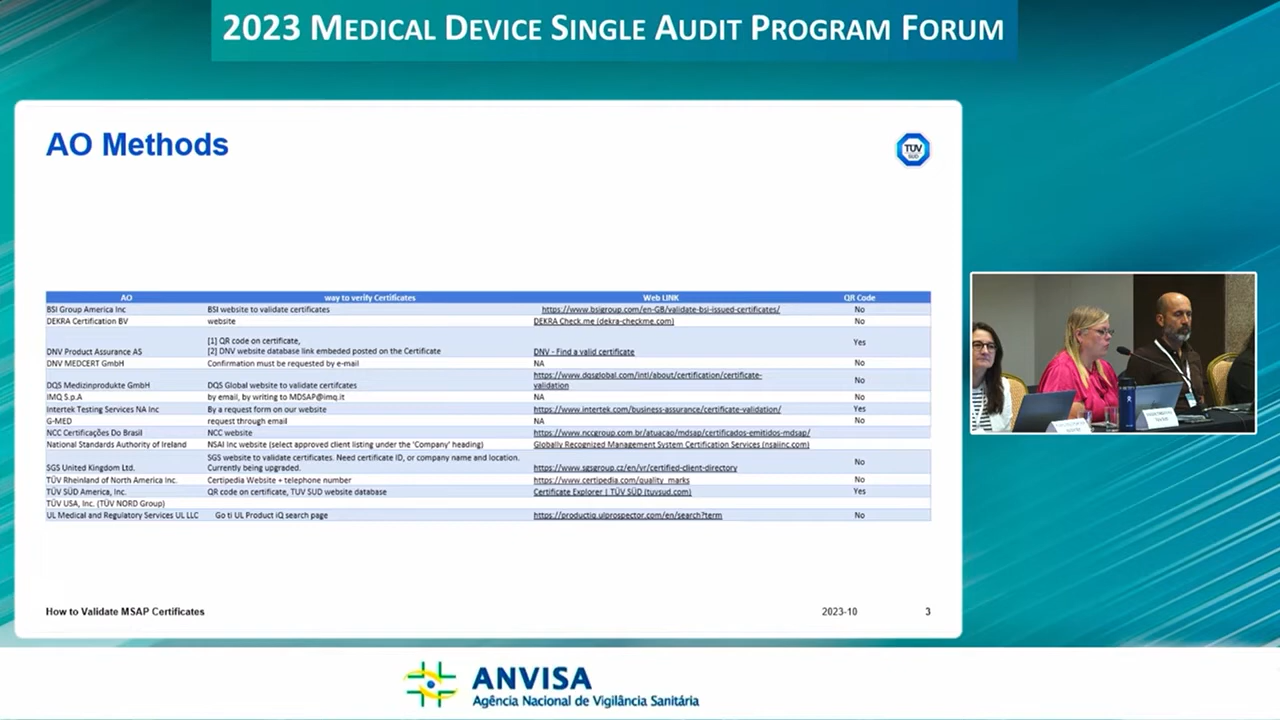 2023 MEDICAL DEVICE SINGLE AUDIT PROGRAM FORUM
AO Methods
TÜV
SÜD
AO way to verify Certificates Web LINK QR Code
BSI Group America Inc BSI website to validate certificates https://www.bsigroup.com/en-GB/validate-bsi-issued-certificates/ No
DEKRA Certification BV website DEKRA Check.me (dekra-checkme.com) No
[1] QR code on certificate, Yes
DNV Product Assurance AS [2] DNV website database link embeded posted on the Certificate DNV - Find a valid certificate
DNV MEDCERT GmbH Confirmation must be requested by e-mail NA No
https://www.dqsglobal.com/intl/about/certification/certificate-
DQS Medizinprodukte GmbH DQS Global website to validate certifcates validation No
IMQ S.p.A by email, by writing to MDSAP@imq.it NA No
Intertek Testing Services NA Inc By a request form on our website https://www.intertek.com/business-assurance/certificate-validation/ Yes
G-MED request through email NA No
NCC Certificações Do Brasil NCC website https://www.nccgroup.com.br/atuacao/mdsap/certificados-emitidos-mdsap/
National Standards Authority of Ireland NSAI Inc website (select approved client listing under the 'Company' heading) Globally Recognized Management System Certification Services (nsaiinc.com)
SGS website to validate certificates. Need certificate ID, or company name and location.
SGS United Kingdom Ltd. Currently being upgraded. https://www.sgsgroup.cz/en/vr/certified-client-directory No
TÜV Rheinland of North America Inc. Certipedia Website + telephone number https://www.certipedia.com/quality_marks No
TÜV SÜD America, Inc. QR code on certificate, TUV SUD website database Certificate Explorer | TÜV SÜD (tuvsud.com) Yes
TÜV USA, Inc. (TÜV NORD Group)
UL Medical and Regulatory Services UL LLC Go ti UL Product iQ search page https://productiq.ulprospector.com/en/search?term No
How to Validate MSAP Certificates 2023-10 3
ANVISA
Agência Nacional de Vigilância Sanitária